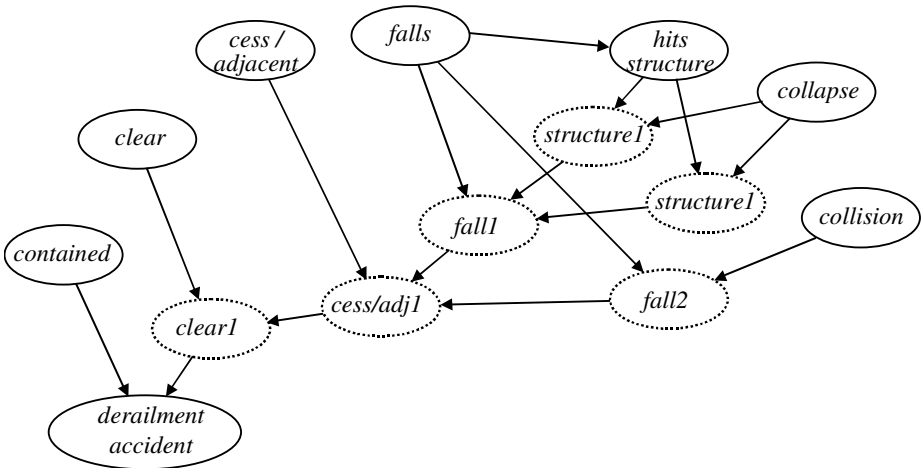 falls
cess /
adjacent
hits
structure
collapse
clear
structure1
structure1
collision
fall1
contained
cess/adj1
fall2
clear1
derailment
accident